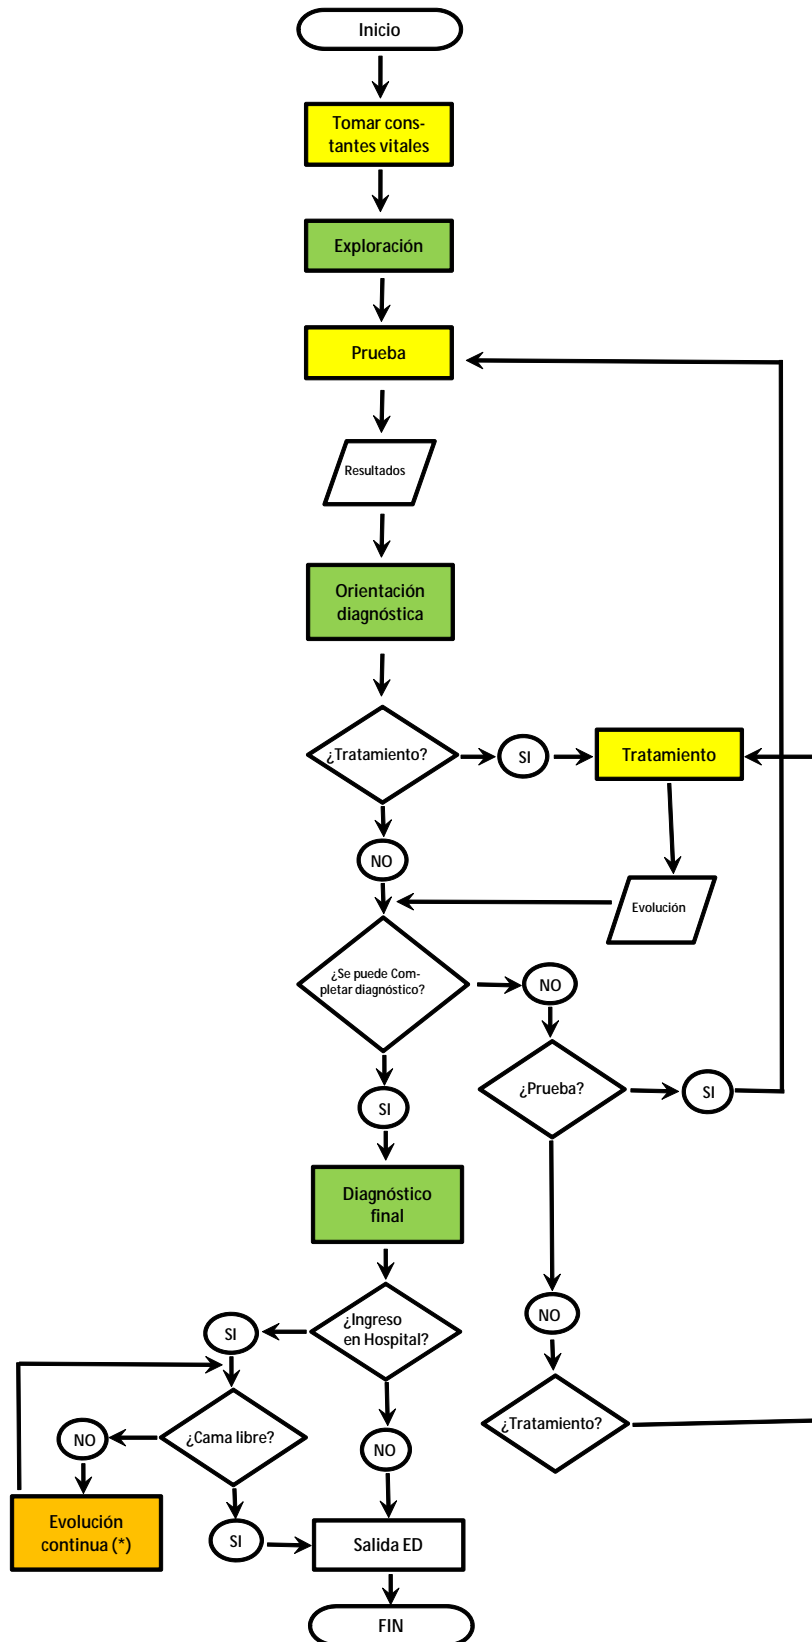 Inicio
Tomar cons-
tantes vitales
Exploración
Prueba
Resultados
Orientación
diagnóstica
¿Tratamiento?
SI
Tratamiento
NO
Evolución
¿Se puede Com-
pletar diagnóstico?
NO
¿Prueba?
SI
SI
Diagnóstico
final
NO
¿Ingreso
en Hospital?
SI
¿Tratamiento?
¿Cama libre?
NO
NO
Evolución
continua (*)
SI
Salida ED
FIN